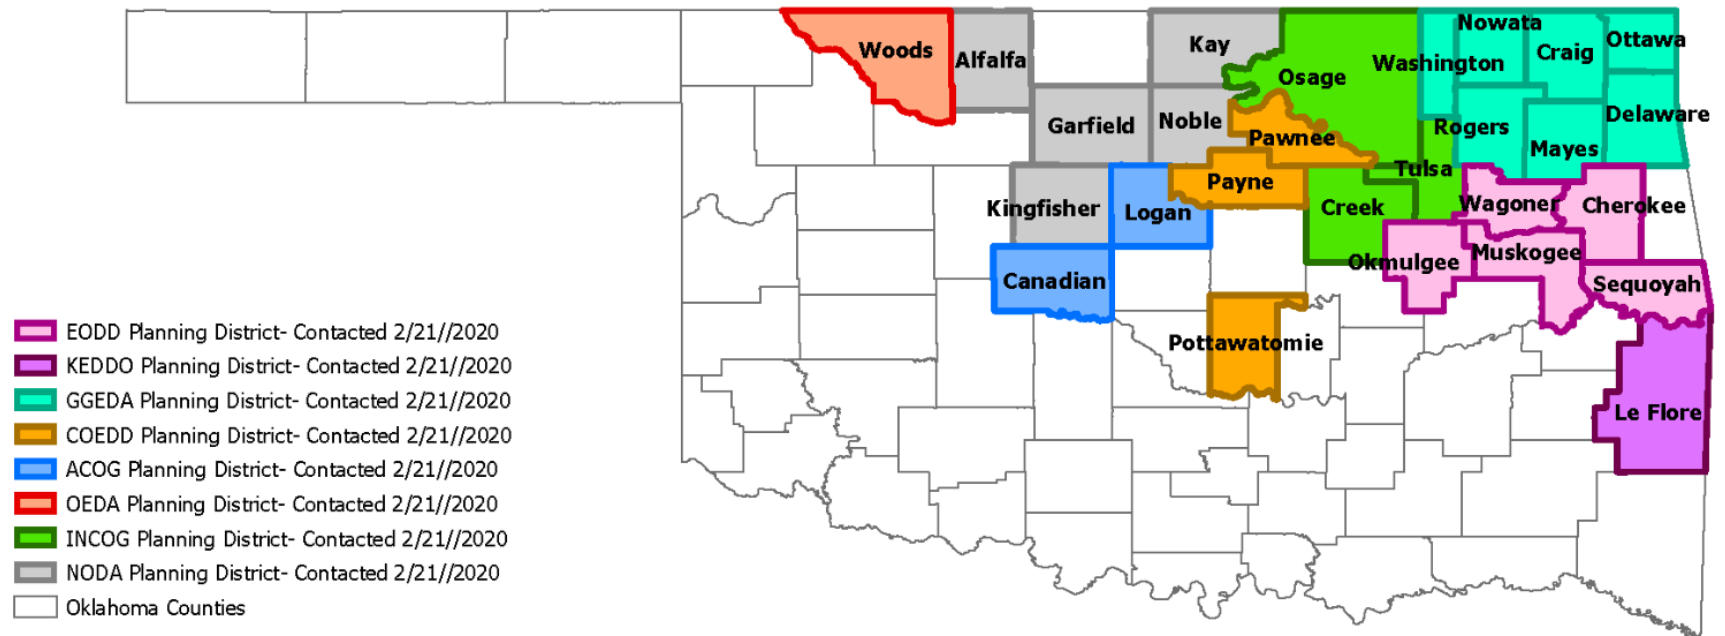 Nowata
Woods
Kay
Ottawa
Alfalfa
Craig
Washington
Osage
Delaware
Garfield
Noble
Rogers
Pawnee
Mayes
Tulsa
Payne
Kingfisher
Logan
Creek
Wagoner
Cherokee
Muskogee
Okmulgee
Canadian
Sequoyah
Pottawatomie
Le Flore
EODD Planning District- Contacted 2/21//2020
KEDDO Planning District- Contacted 2/21//2020
GGEDA Planning District- Contacted 2/21//2020
COEDD Planning District- Contacted 2/21//2020
ACOG Planning District- Contacted 2/21//2020
OEDA Planning District- Contacted 2/21//2020
INCOG Planning District- Contacted 2/21//2020
NODA Planning District- Contacted 2/21//2020
Oklahoma Counties